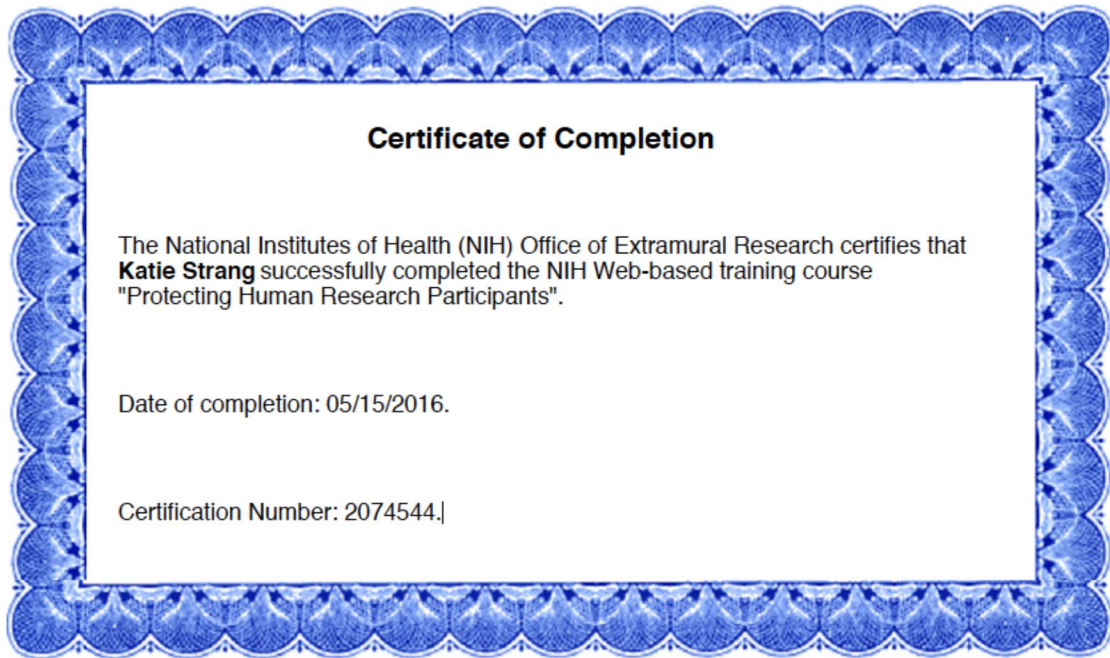 Certificate of Completion
The National Institutes of Health (NIH) Office of Extramural Research certifies that
Katie Strang successfully completed the NIH Web-based training course
"Protecting Human Research Participants".
Date of completion: 05/15/2016.
Certification Number: 2074544.